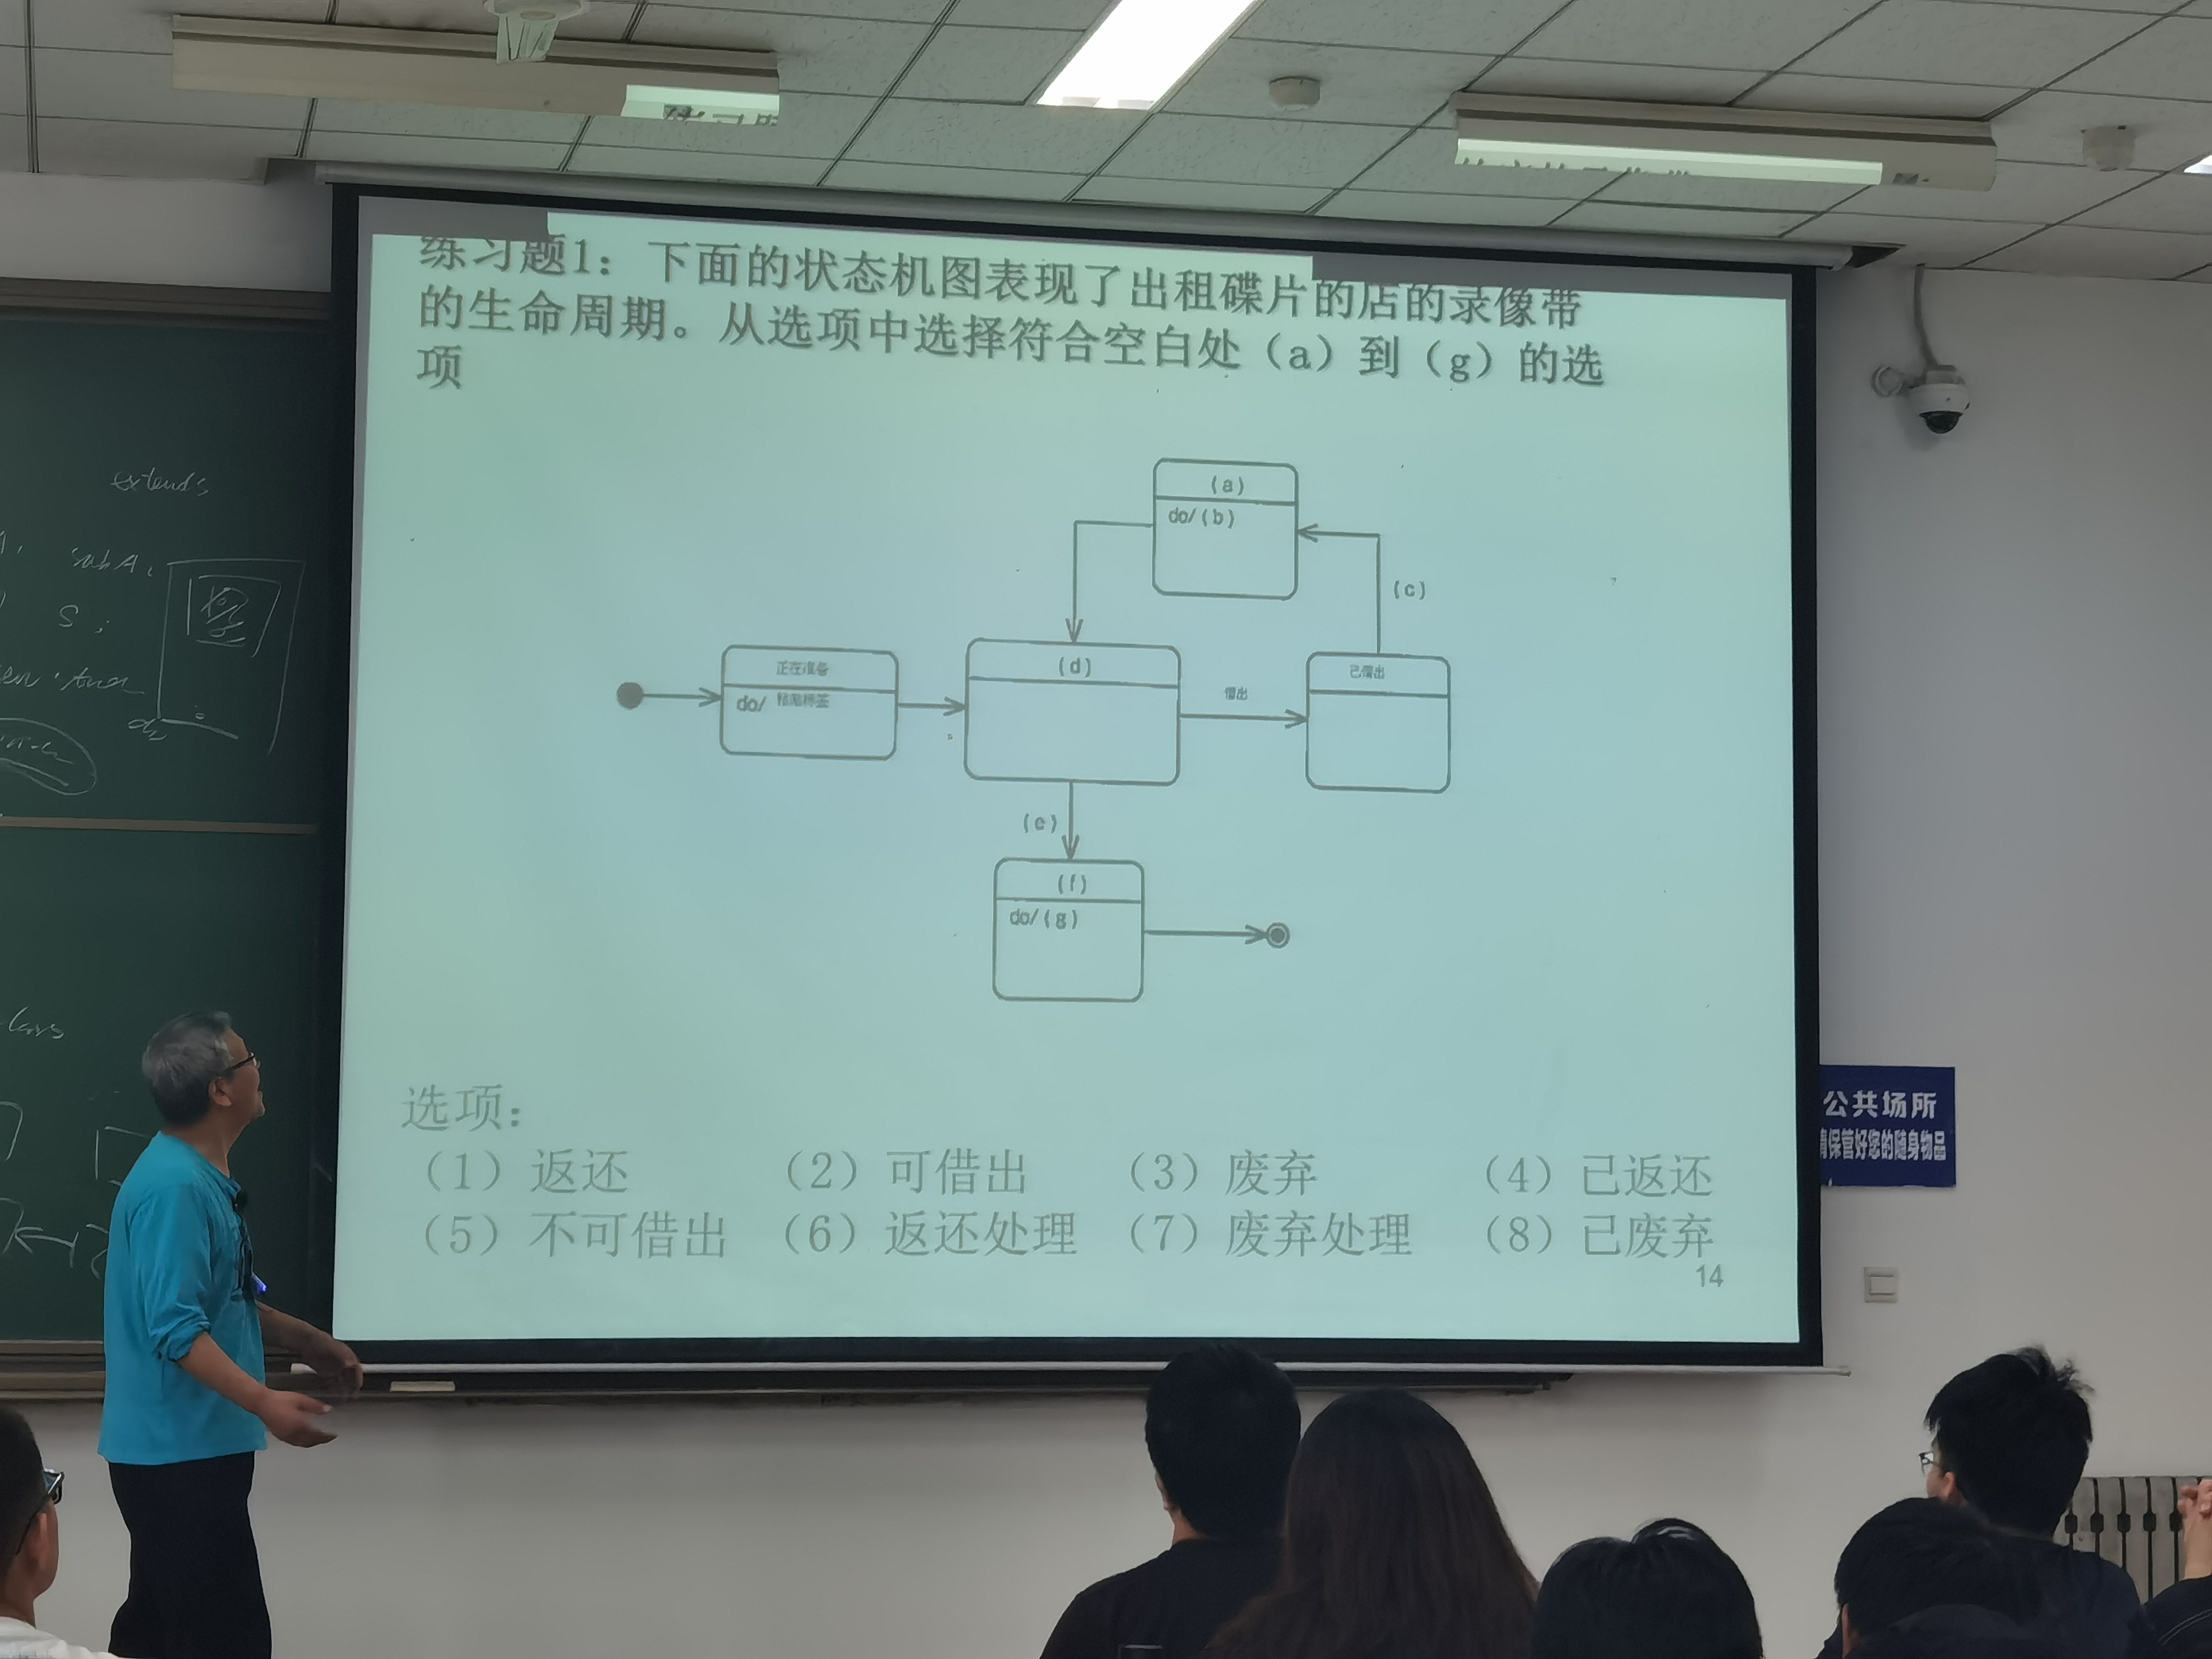 练习题1：下面的状态机图表现了出租碟片的店的录像带
的生命周期。从选项中选择符合空白处（a）到（g）的选
项
(a)
do/(b)
(c)
正在准备
do/ 粘贴标签
(d)
借出
已借出
(e)
(f)
do/(g)
选项：
（1）返还 （2）可借出 （3）废弃 （4）已返还
（5）不可借出 （6）返还处理 （7）废弃处理 （8）已废弃
14
extends
subA
S;
公共场所
请保管好您的随身物品